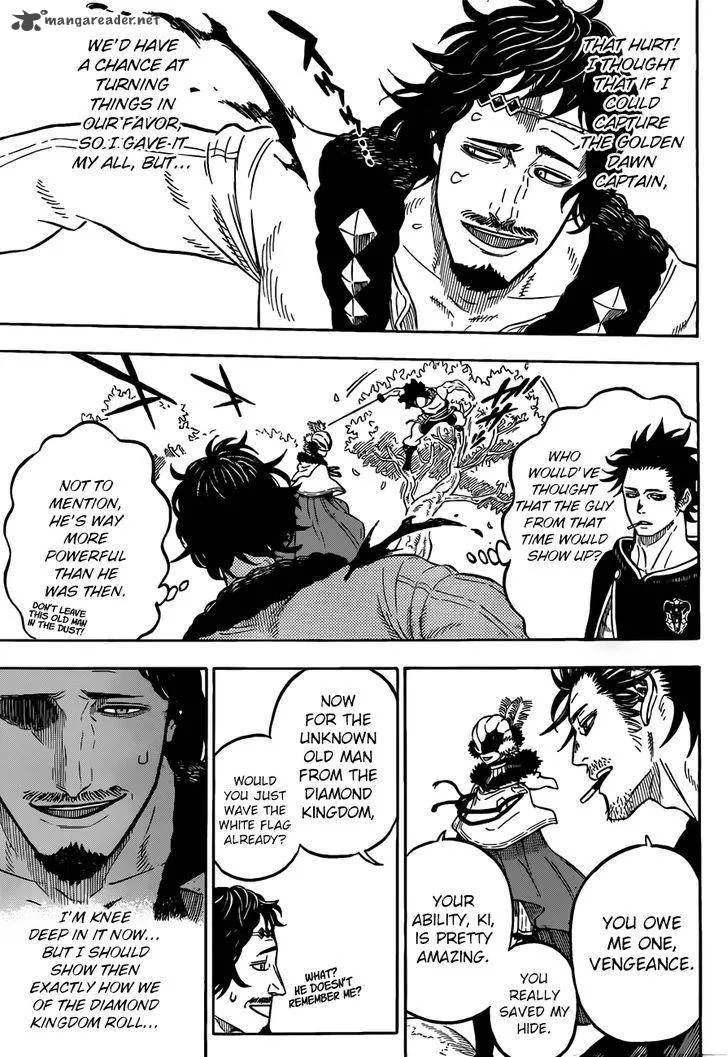 mangareader.net
THAT HURT!
I THOUGHT
THAT IF I
COULD
CAPTURE
THE GOLDEN
DAWN
CAPTAIN,
WE'D HAVE
A CHANCE AT
TURNING
THINGS IN
OUR FAVOR,
SO I GAVE IT
MY ALL, BUT...
WHO
WOULD'VE
THOUGHT
THAT THE GUY
FROM THAT
TIME WOULD
SHOW UP?
NOT TO
MENTION,
HE'S WAY
MORE
POWERFUL
THAN HE
WAS THEN.
DON'T LEAVE
THIS OLD MAN
IN THE DUST!
YOU OWE
ME ONE,
VENGEANCE.
YOU
REALLY
SAVED MY
HIDE.
YOUR
ABILITY, KI,
IS PRETTY
AMAZING.
NOW
FOR THE
UNKNOWN
OLD MAN
FROM THE
DIAMOND
KINGDOM,
WOULD
YOU JUST
WAVE THE
WHITE FLAG
ALREADY?
WHAT?
HE DOESN'T
REMEMBER ME?
I'M KNEE
DEEP IN IT NOW...
BUT I SHOULD
SHOW THEM
EXACTLY HOW WE
OF THE DIAMOND
KINGDOM ROLL...